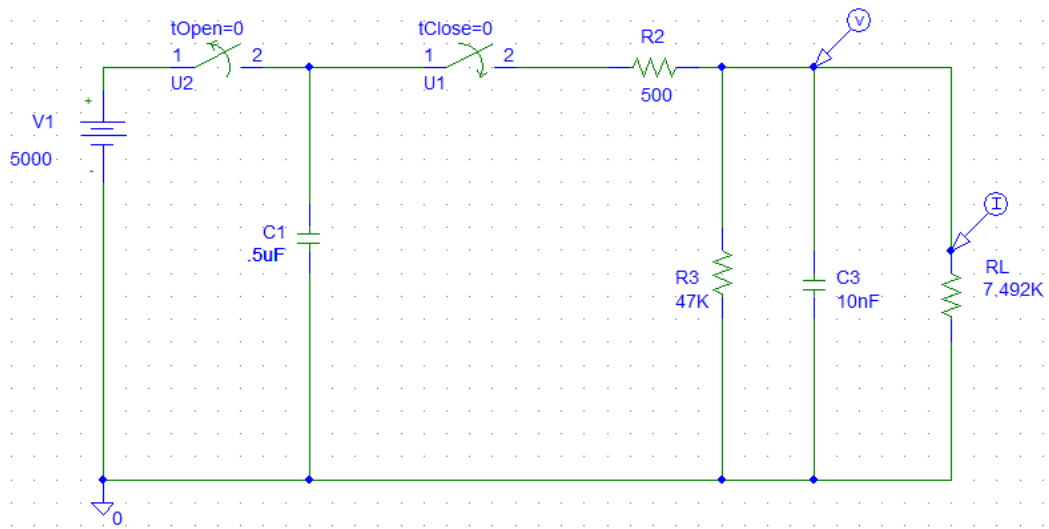 tOpen=0
1
2
U2
tClose=0
1
2
U1
R2
500
V
+
V1
5000
-
C1
.5uF
R3
47K
C3
10nF
I
RL
7.492K
0